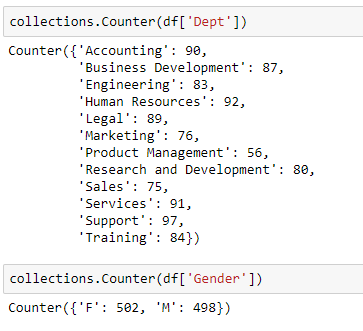 collections.Counter(df['Dept'])
Counter({'Accounting': 90,
'Business Development': 87,
'Engineering': 83,
'Human Resources': 92,
'Legal': 89,
'Marketing': 76,
'Product Management': 56,
'Research and Development': 80,
'Sales': 75,
'Services': 91,
'Support': 97,
'Training': 84})
collections.Counter(df['Gender'])
Counter({'F': 502, 'M': 498})